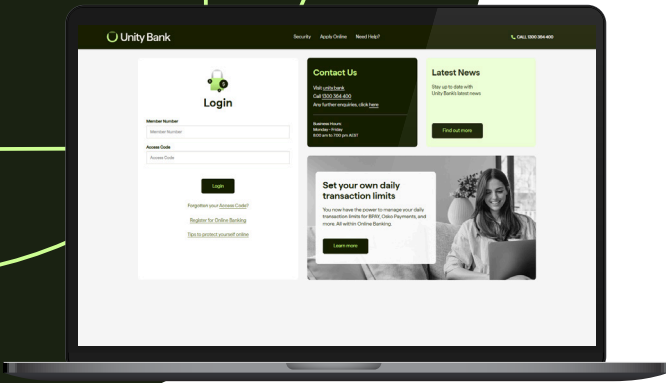 Unity Bank
Security Apply Online Need Help?
CALL 1300 384 400
Login
Member Number
Member Number
Access Code
Access Code
Login
Forgotten your Access Code?
Register for Online Banking
Tips to protect yourself online
Contact Us
Visit unity bank
Call 1300 384 400
Any further enquiries, click here
Business Hours:
Monday - Friday
8:00 am to 7:00 pm AEST
Latest News
Stay up to date with
Unity Bank's latest news
Find out more
Set your own daily
transaction limits
You now have the power to manage your daily
transaction limits for BPAY, Osko Payments, and
more. All within Online Banking.
Learn more